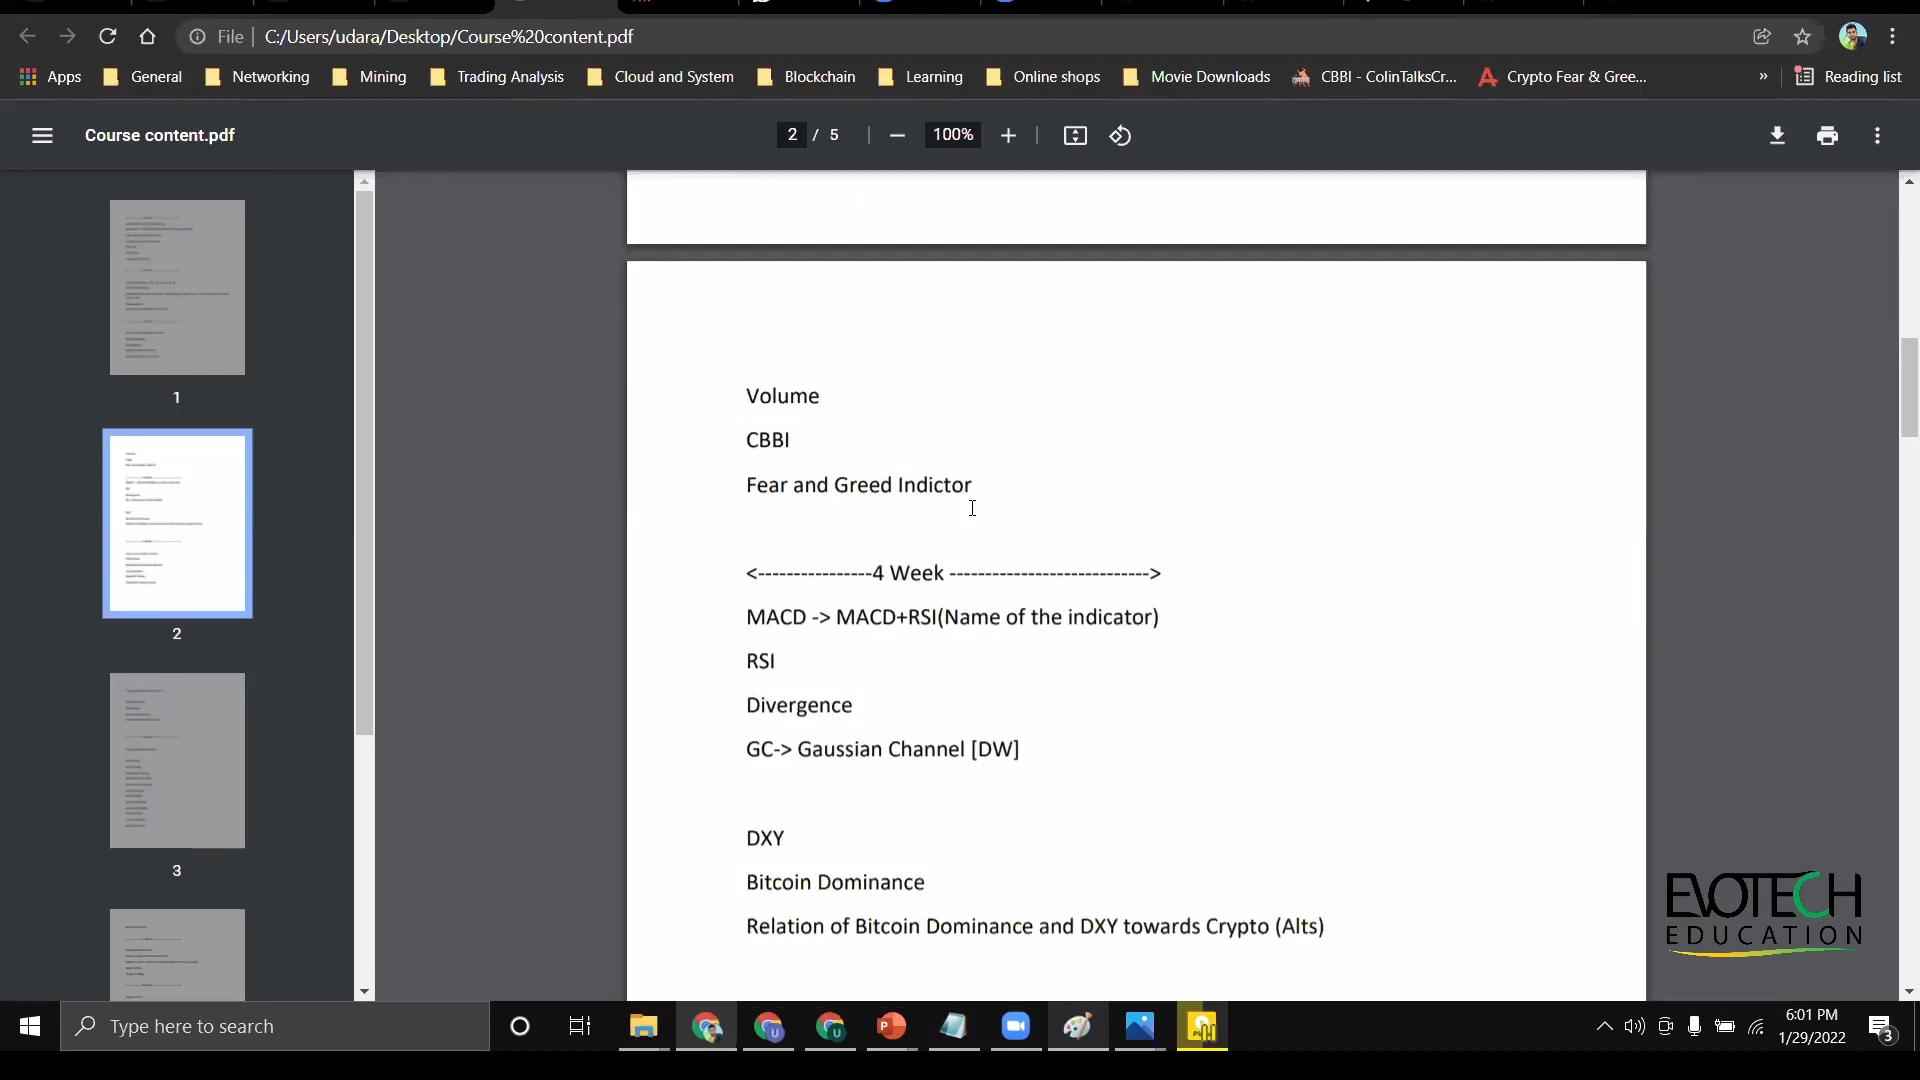 File C:/Users/udara/Desktop/Course%20content.pdf
Apps General Networking Mining Trading Analysis Cloud and System Blockchain Learning Online shops Movie Downloads CBBI - ColinTalksCr... Crypto Fear & Gree... » Reading list
Course content.pdf 2 / 5 100%
1
2
3
Volume
CBBI
Fear and Greed Indictor
<----------------4 Week ---------------------------->
MACD -> MACD+RSI(Name of the indicator)
RSI
Divergence
GC-> Gaussian Channel [DW]
DXY
Bitcoin Dominance
Relation of Bitcoin Dominance and DXY towards Crypto (Alts)
EVOTECH
EDUCATION
Type here to search
6:01 PM
1/29/2022
3